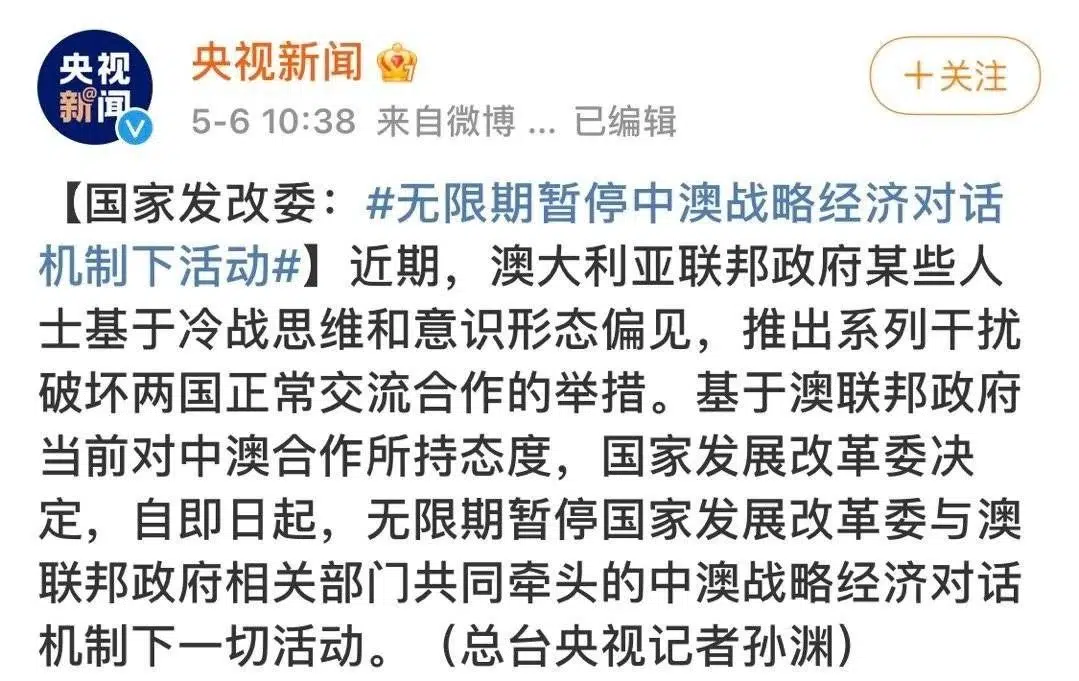 央视
新@闻
央视新闻
+关注
5-6 10:38 来自微博 ... 已编辑
【国家发改委：#无限期暂停中澳战略经济对话
机制下活动#】近期，澳大利亚联邦政府某些人
士基于冷战思维和意识形态偏见，推出系列干扰
破坏两国正常交流合作的举措。基于澳联邦政府
当前对中澳合作所持态度，国家发展改革委决
定，自即日起，无限期暂停国家发展改革委与澳
联邦政府相关部门共同牵头的中澳战略经济对话
机制下一切活动。（总台央视记者孙渊）